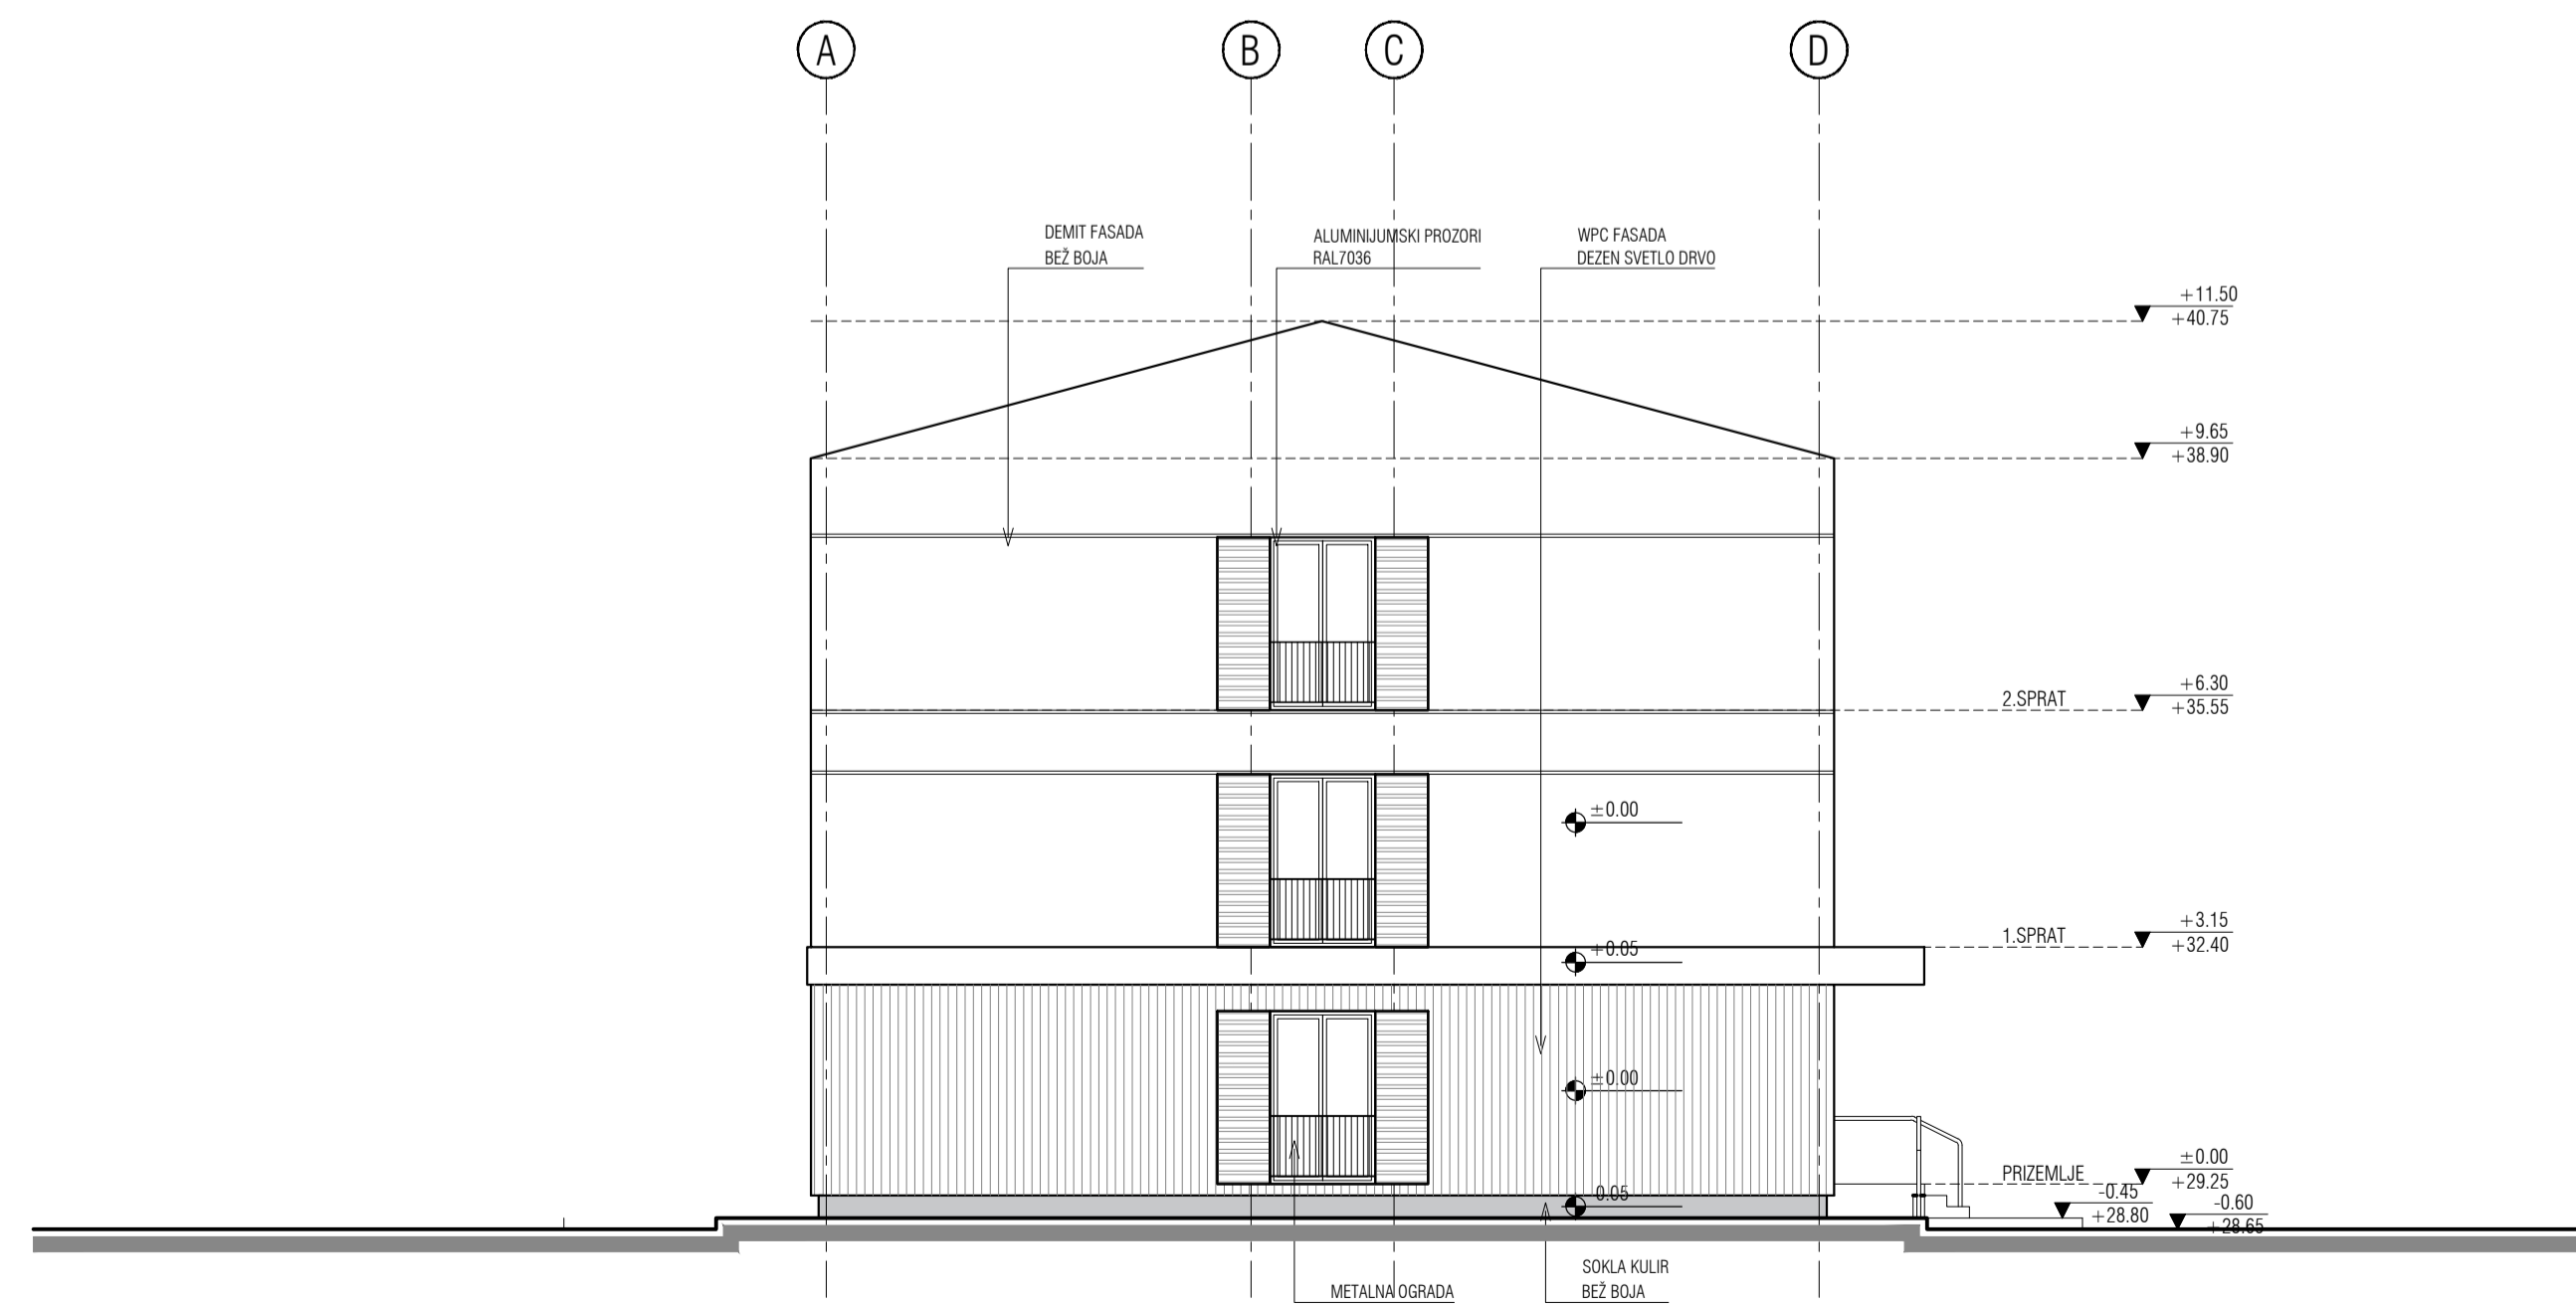 A
B
C
D
DEMIT FASADA
BEŽ BOJA
ALUMINIJUMSKI PROZORI
RAL7036
WPC FASADA
DEZEN SVETLO DRVO
+11.50
+40.75
+9.65
+38.90
+6.30
2.SPRAT
+35.55
±0.00
+3.15
1.SPRAT
+32.40
+0.05
±0.00
±0.00
PRIZEMLJE
+29.25
-0.45
+28.80
-0.60
+28.65
-0.05
METALNA OGRADA
SOKLA KULIR
BEŽ BOJA